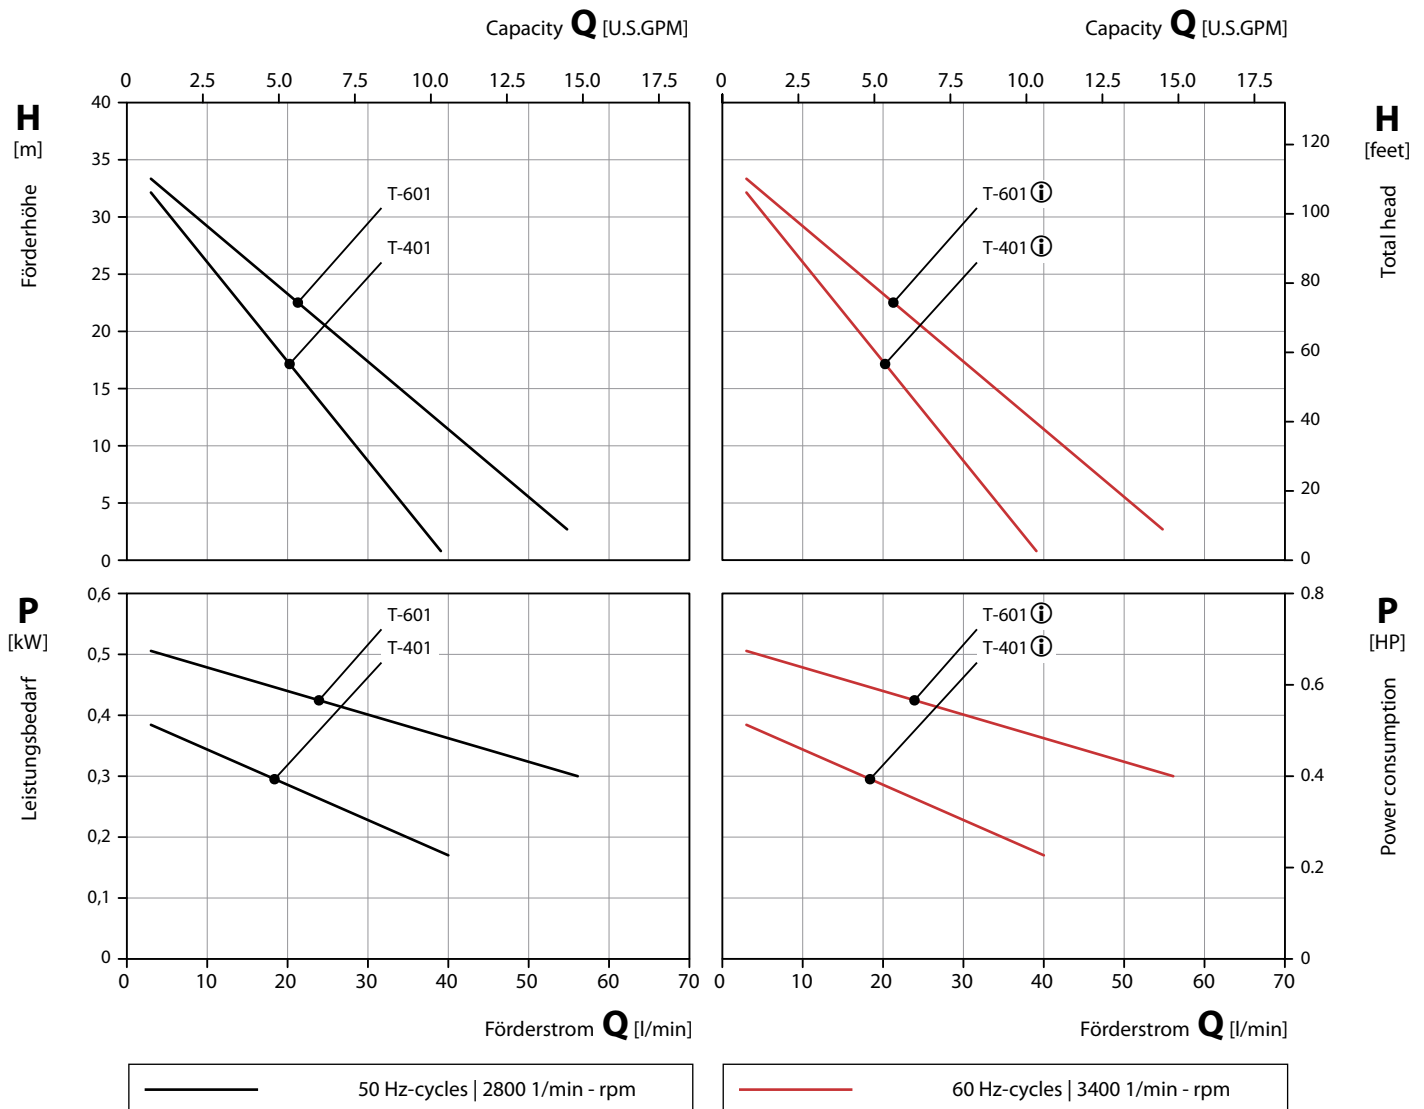 Capacity Q [U.S.GPM]
Capacity Q [U.S.GPM]
0 2.5 5.0 7.5 10.0 12.5 15.0 17.5
0 2.5 5.0 7.5 10.0 12.5 15.0 17.5
H
[m]
Förderhöhe
40
35
30
25
20
15
10
5
0
T-601
T-401
T-601 i
T-401 i
120
100
80
60
40
20
0
H
[feet]
Total head
P
[kW]
Leistungsbedarf
0,6
0,5
0,4
0,3
0,2
0,1
0
T-601
T-401
T-601 i
T-401 i
0.8
0.6
0.4
0.2
0
P
[HP]
Power consumption
0 10 20 30 40 50 60 70
0 10 20 30 40 50 60 70
Förderstrom Q [l/min]
Förderstrom Q [l/min]
50 Hz-cycles | 2800 1/min - rpm
60 Hz-cycles | 3400 1/min - rpm